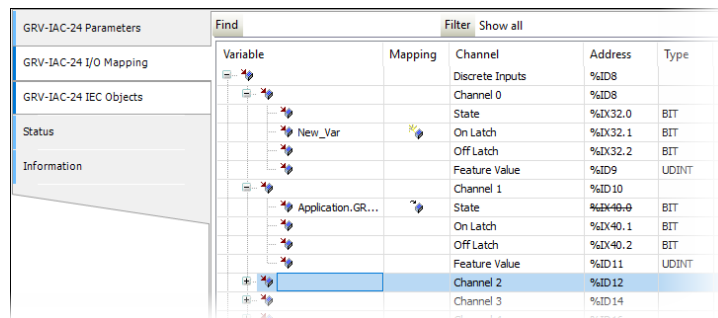 GRV-IAC-24 Parameters
GRV-IAC-24 I/O Mapping
GRV-IAC-24 IEC Objects
Status
Information
Find Filter Show all
Variable Mapping Channel Address Type
Discrete Inputs %ID8
Channel 0 %ID8
State %IX32.0 BIT
New_Var On Latch %IX32.1 BIT
Off Latch %IX32.2 BIT
Feature Value %ID9 UDINT
Channel 1 %ID10
Application.GR... State %IX40.0 BIT
On Latch %IX40.1 BIT
Off Latch %IX40.2 BIT
Feature Value %ID11 UDINT
Channel 2 %ID12
Channel 3 %ID14